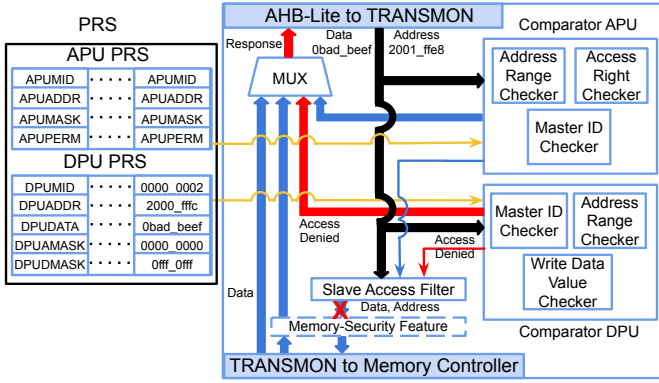 PRS
APU PRS
APUMID · · · · · APUMID
APUADDR · · · · · APUADDR
APUMASK · · · · · APUMASK
APUPERM · · · · · APUPERM
DPU PRS
DPUMID · · · · · 0000_0002
DPUADDR · · · · · 2000_fffc
DPUDATA · · · · · 0bad_beef
DPUAMASK · · · · · 0000_0000
DPUDMASK · · · · · 0fff_0fff
AHB-Lite to TRANSMON
Response
Data
0bad_beef
Address
2001_ffe8
MUX
Comparator APU
Address
Range
Checker
Access
Right
Checker
Master ID
Checker
Access
Denied
Access
Denied
Master ID
Checker
Address
Range
Checker
Write Data
Value
Checker
Comparator DPU
Slave Access Filter
Data
X
Data, Address
Memory-Security Feature
TRANSMON to Memory Controller